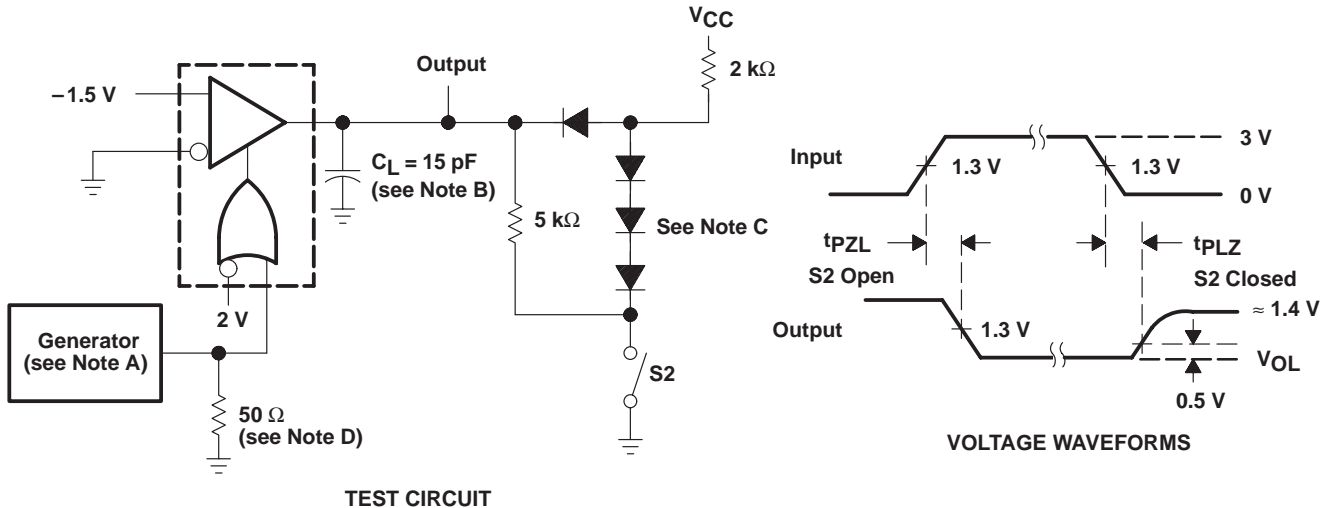 VCC
2 kΩ
Output
−1.5 V
CL = 15 pF
(see Note B)
5 kΩ
See Note C
2 V
Generator
(see Note A)
50 Ω
(see Note D)
S2
TEST CIRCUIT
Input
3 V
1.3 V
1.3 V
0 V
tPZL
tPLZ
S2 Open
S2 Closed
≈ 1.4 V
Output
1.3 V
VOL
0.5 V
VOLTAGE WAVEFORMS